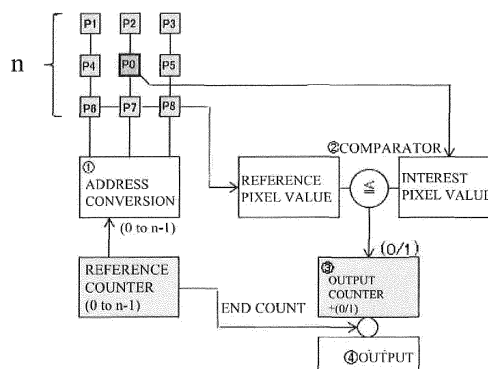 P1 P2 P3
n
P4 P0 P5
P6 P7 P8
②COMPARATOR
①
ADDRESS
CONVERSION
REFERENCE
PIXEL VALUE
≦
INTEREST
PIXEL VALUE
(0 to n-1)
(0/1)
REFERENCE
COUNTER
(0 to n-1)
③
OUTPUT
COUNTER
+(0/1)
END COUNT
④OUTPUT